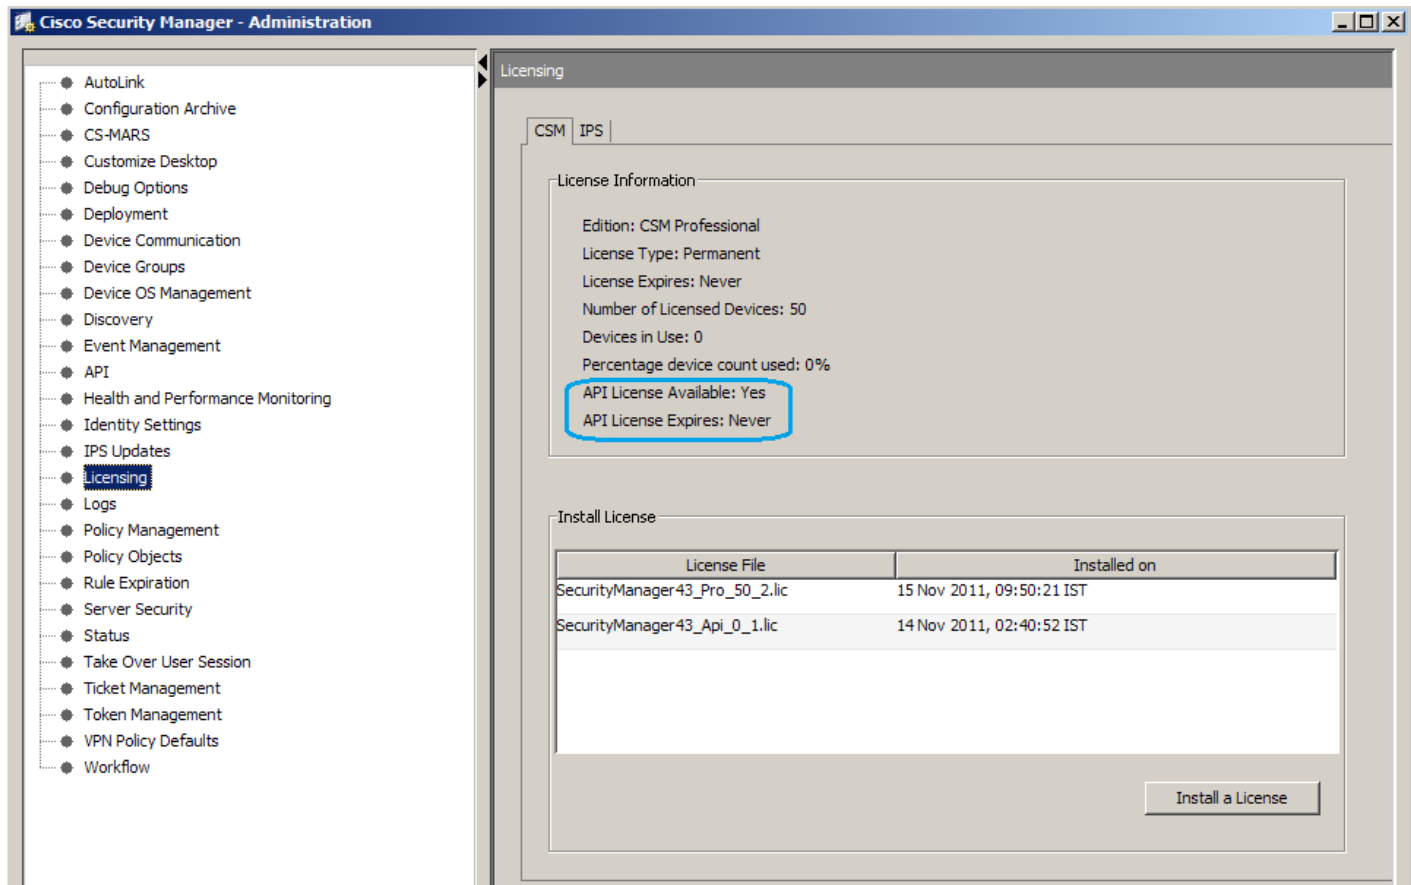 Cisco Security Manager - Administration
AutoLink
Configuration Archive
CS-MARS
Customize Desktop
Debug Options
Deployment
Device Communication
Device Groups
Device OS Management
Discovery
Event Management
API
Health and Performance Monitoring
Identity Settings
IPS Updates
Licensing
Logs
Policy Management
Policy Objects
Rule Expiration
Server Security
Status
Take Over User Session
Ticket Management
Token Management
VPN Policy Defaults
Workflow
Licensing
CSM IPS
License Information
Edition: CSM Professional
License Type: Permanent
License Expires: Never
Number of Licensed Devices: 50
Devices in Use: 0
Percentage device count used: 0%
API License Available: Yes
API License Expires: Never
Install License
License File Installed on
SecurityManager43_Pro_50_2.lic 15 Nov 2011, 09:50:21 IST
SecurityManager43_Api_0_1.lic 14 Nov 2011, 02:40:52 IST
Install a License